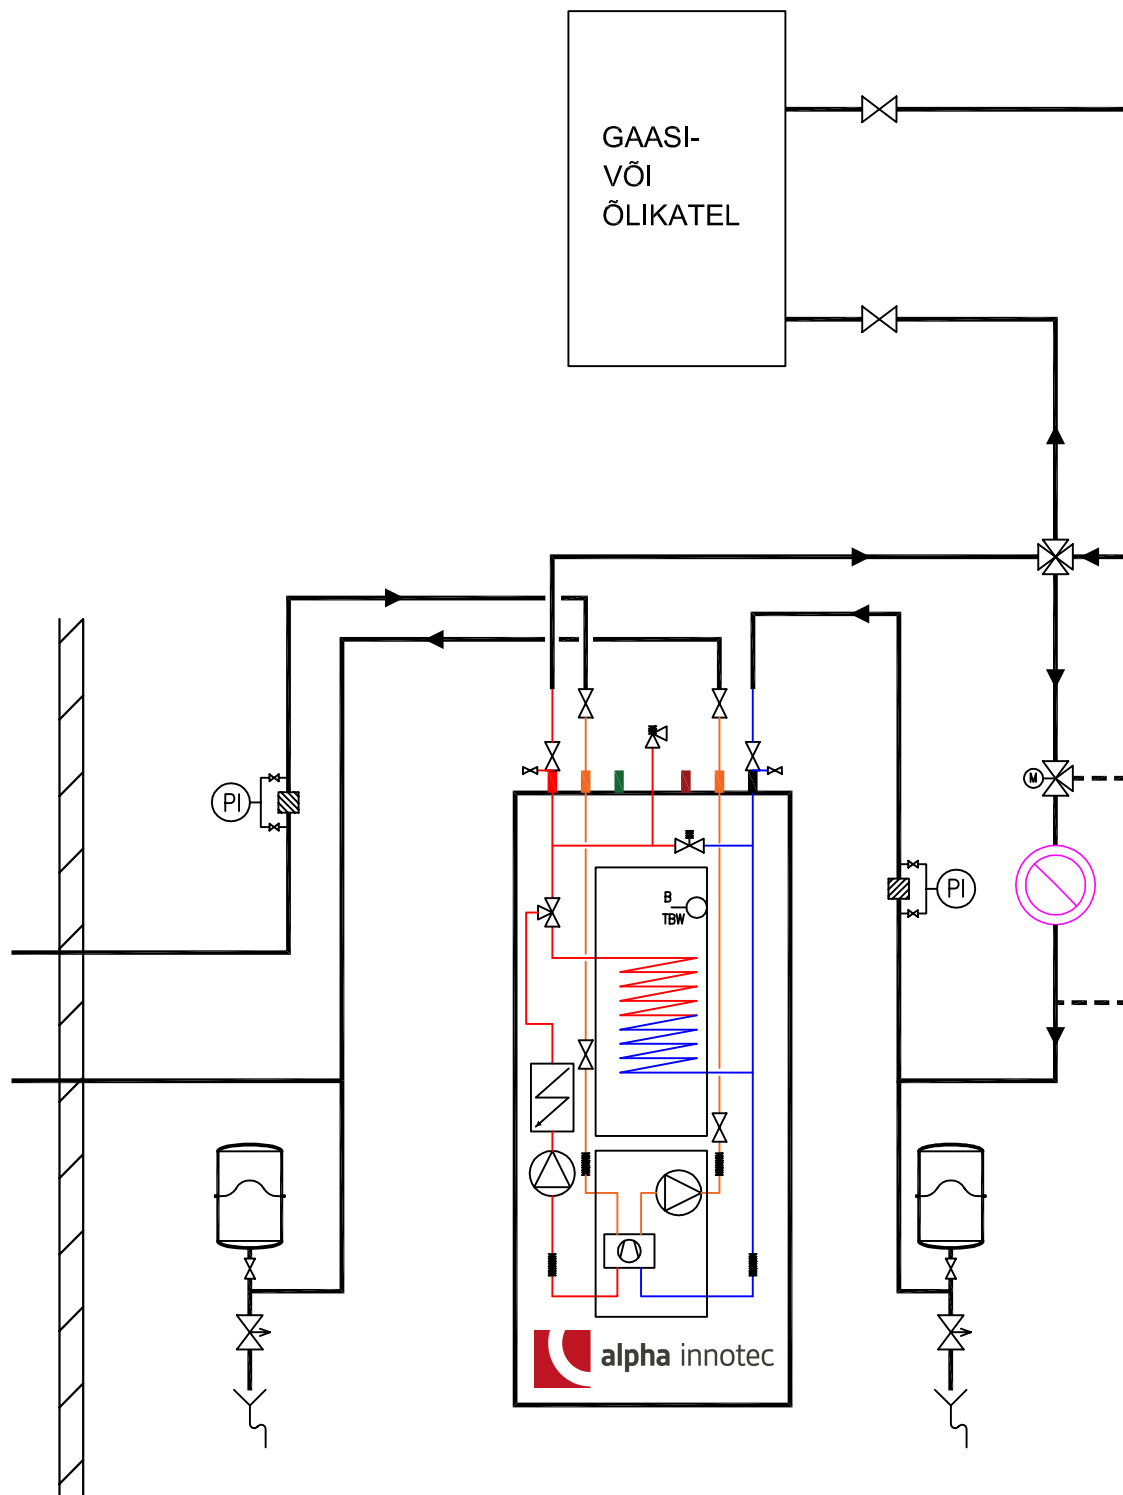 GAASI-
VÕI
ÕLIKATEL
PI
M
B
TBW
PI
alpha innotec